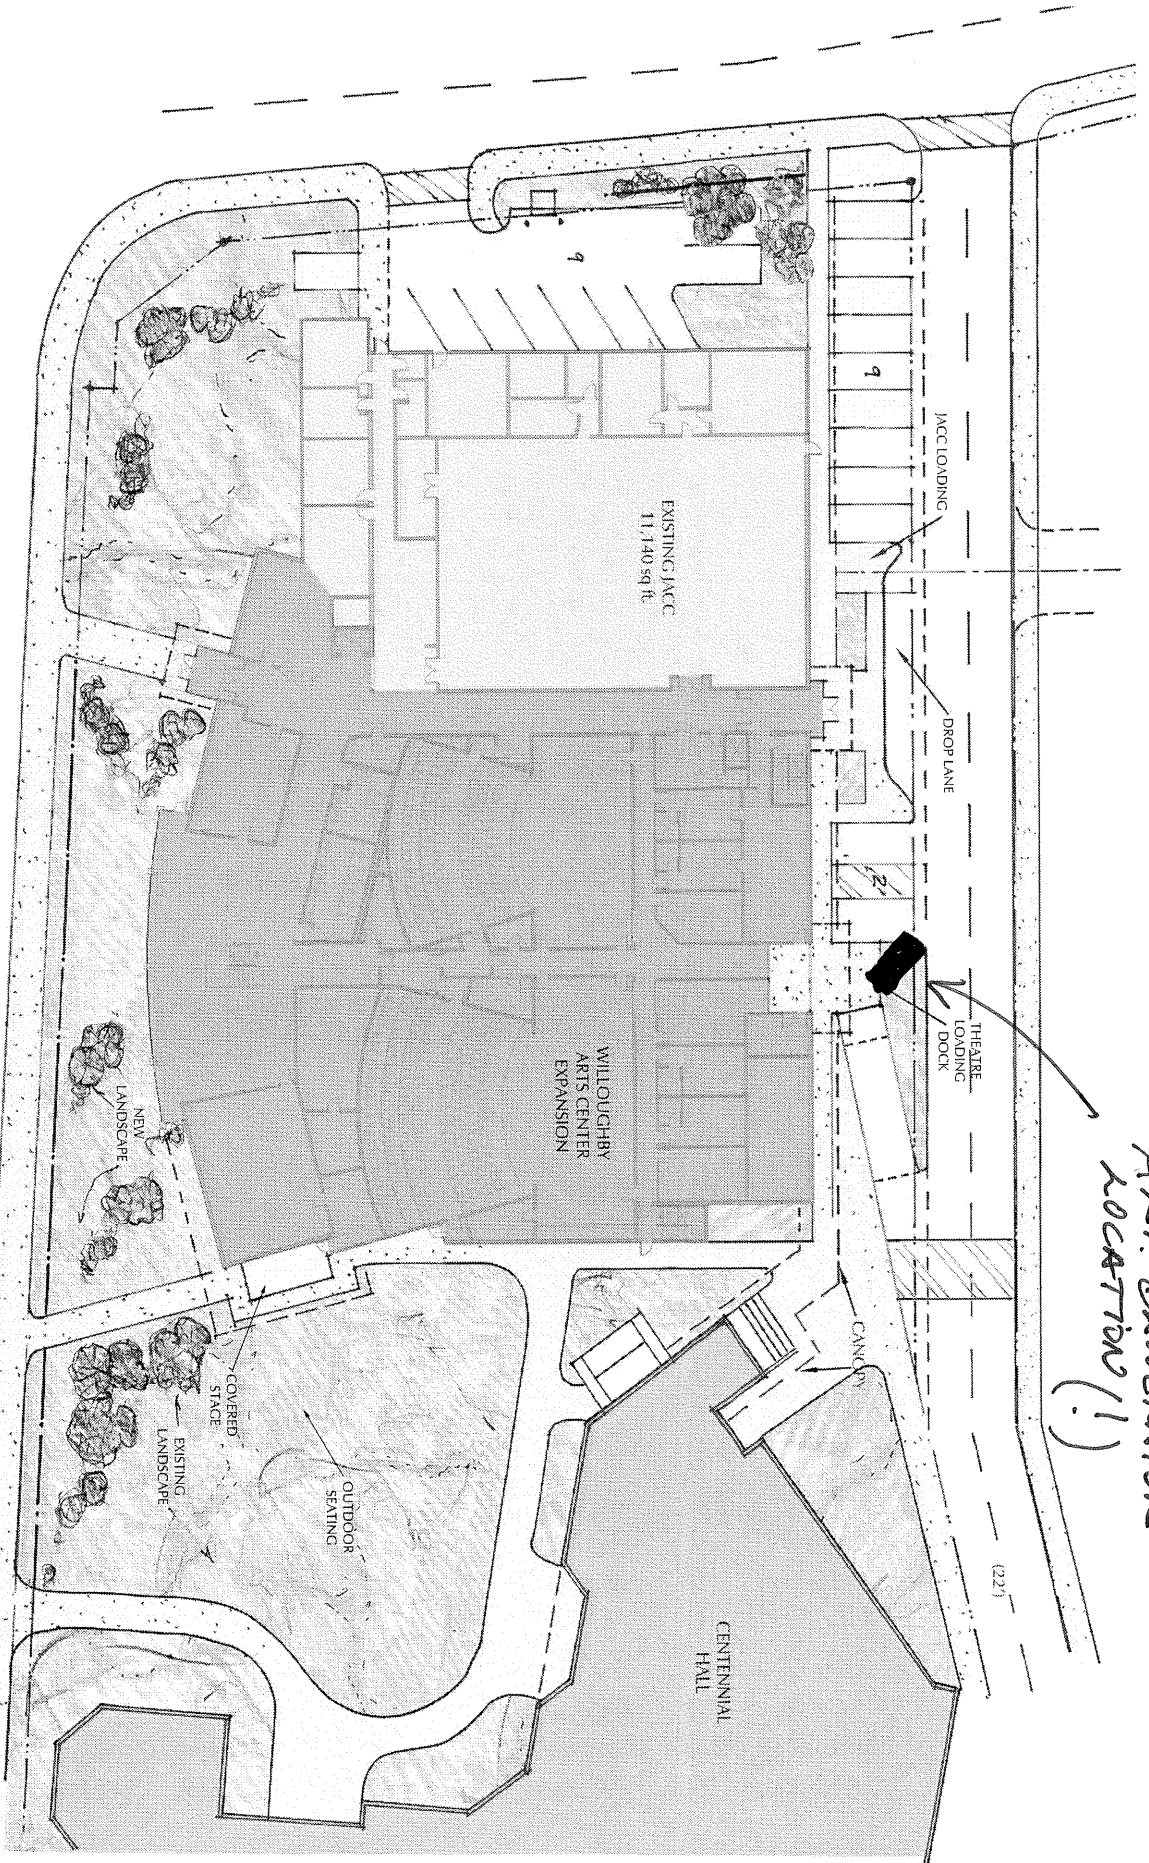 9
9
JACC LOADING
EXISTING JACC
11,140 sq ft.
DROP LANE
2'
THEATRE
LOADING
DOCK
LOCATION (!)
WILLOUGHBY
ARTS CENTER
EXPANSION
NEW
LANDSCAPE
CANOPY
COVERED
STAGE
EXISTING
LANDSCAPE
OUTDOOR
SEATING
(22')
CENTENNIAL
HALL